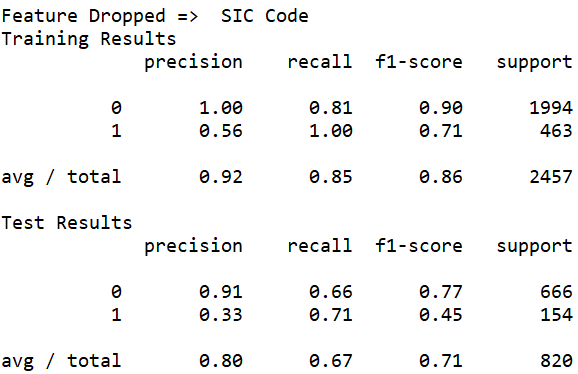 Feature Dropped => SIC Code
Training Results
precision recall f1-score support
0 1.00 0.81 0.90 1994
1 0.56 1.00 0.71 463
avg / total 0.92 0.85 0.86 2457
Test Results
precision recall f1-score support
0 0.91 0.66 0.77 666
1 0.33 0.71 0.45 154
avg / total 0.80 0.67 0.71 820